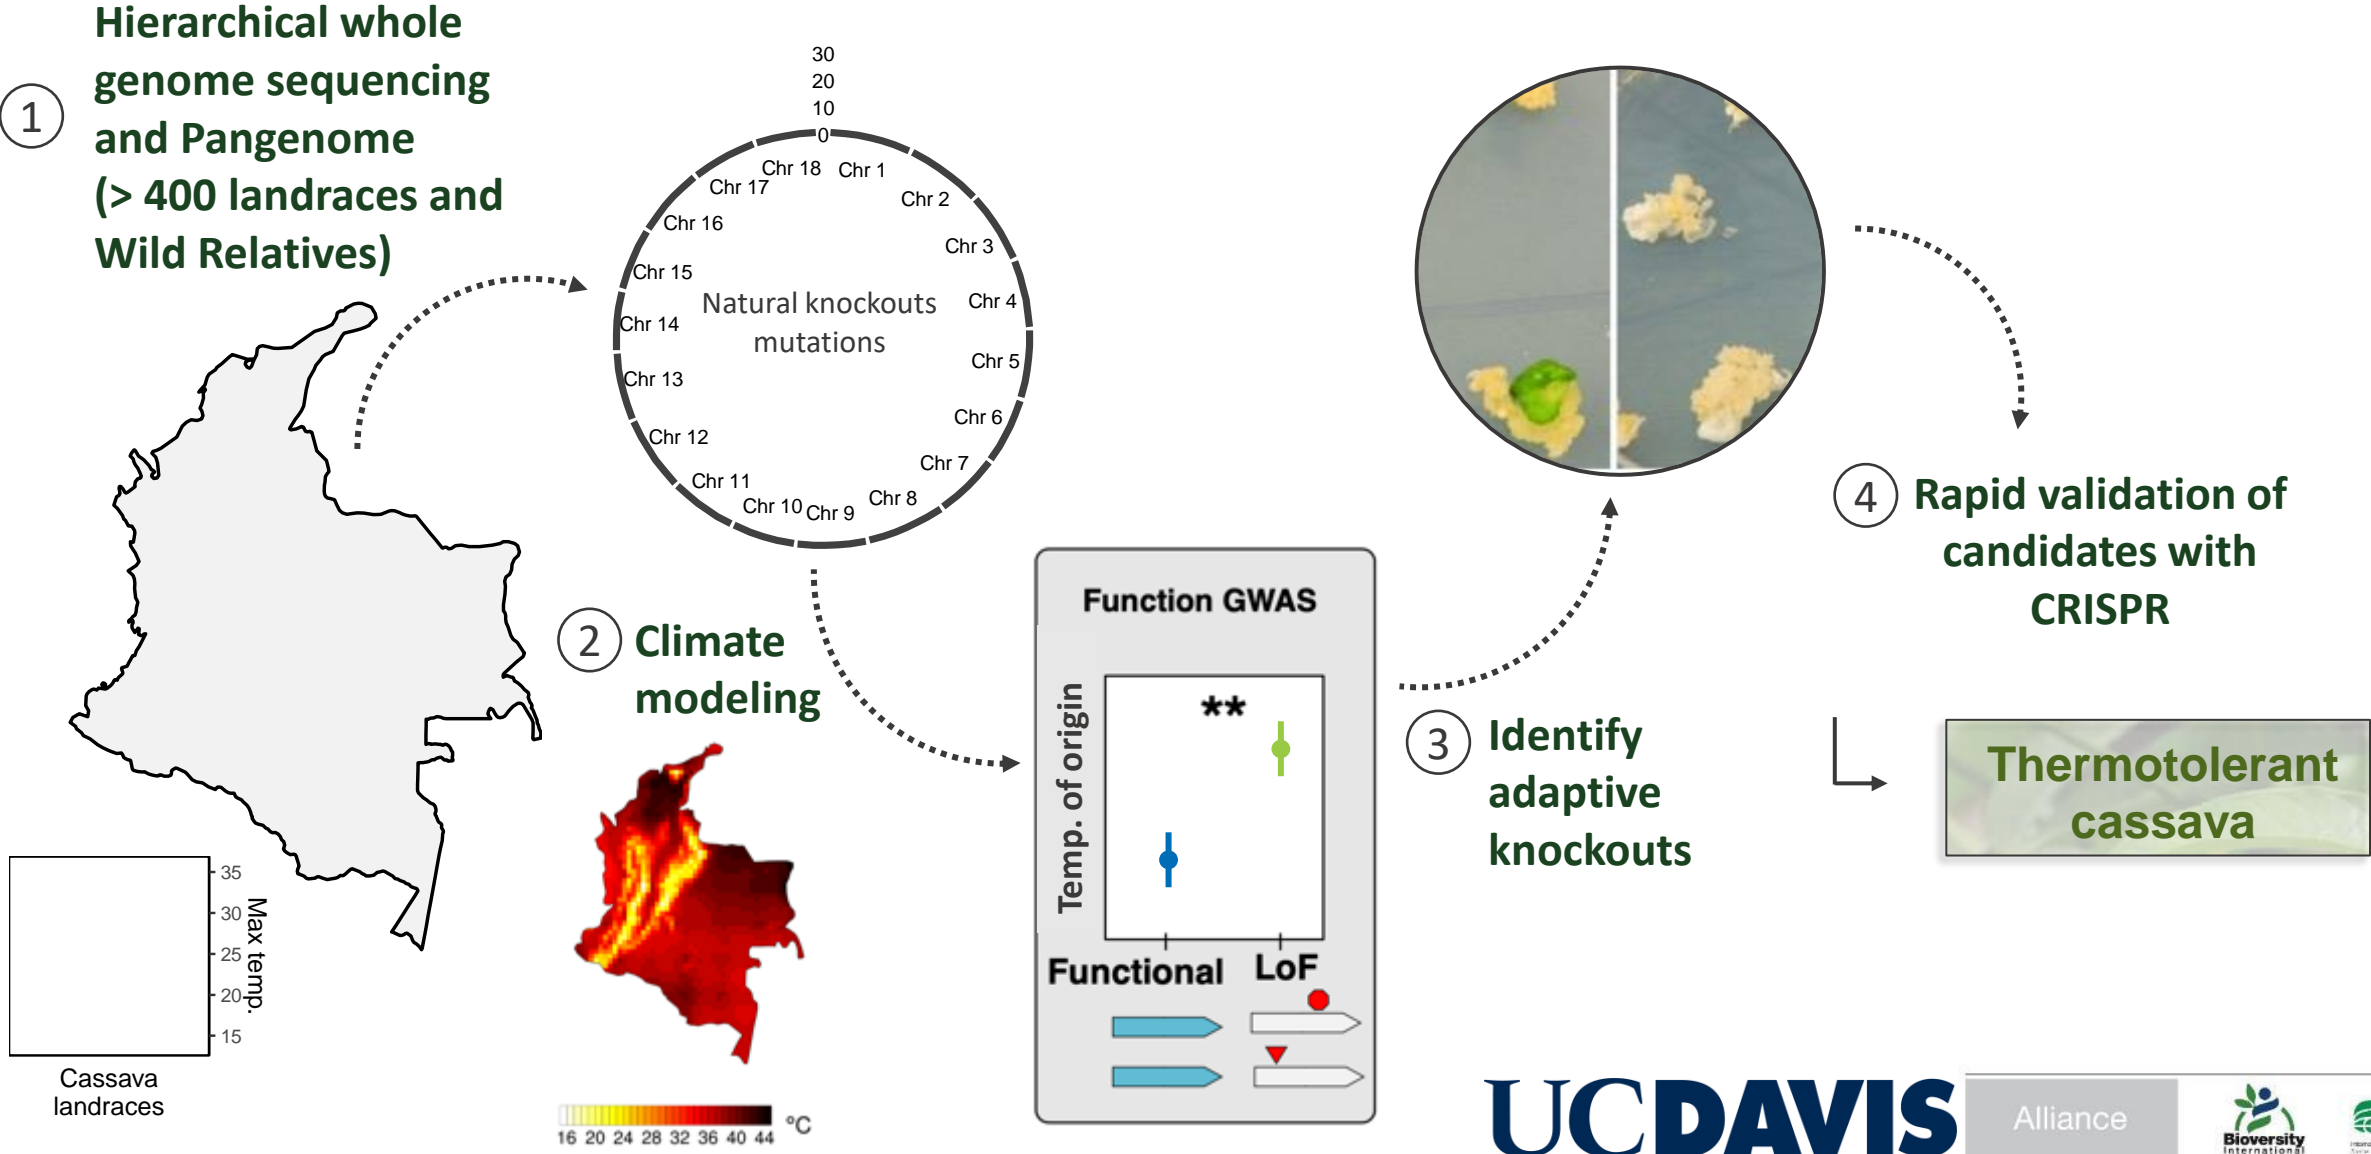 Hierarchical whole
genome sequencing
and Pangenome
(> 400 landraces and
Wild Relatives)
1
30
20
10
0
Chr 1
Chr 2
Chr 3
Chr 4
Chr 5
Chr 6
Chr 7
Chr 8
Chr 9
Chr 10
Chr 11
Chr 12
Chr 13
Chr 14
Chr 15
Chr 16
Chr 17
Chr 18
Natural knockouts
mutations
35
30
25
20
15
Max temp.
Cassava
landraces
2
Climate
modeling
16 20 24 28 32 36 40 44 °C
Function GWAS
Temp. of origin
**
Functional LoF
3
Identify
adaptive
knockouts
4
Rapid validation of
candidates with
CRISPR
Thermotolerant
cassava
UCDAVIS
Alliance
Bioversity
International